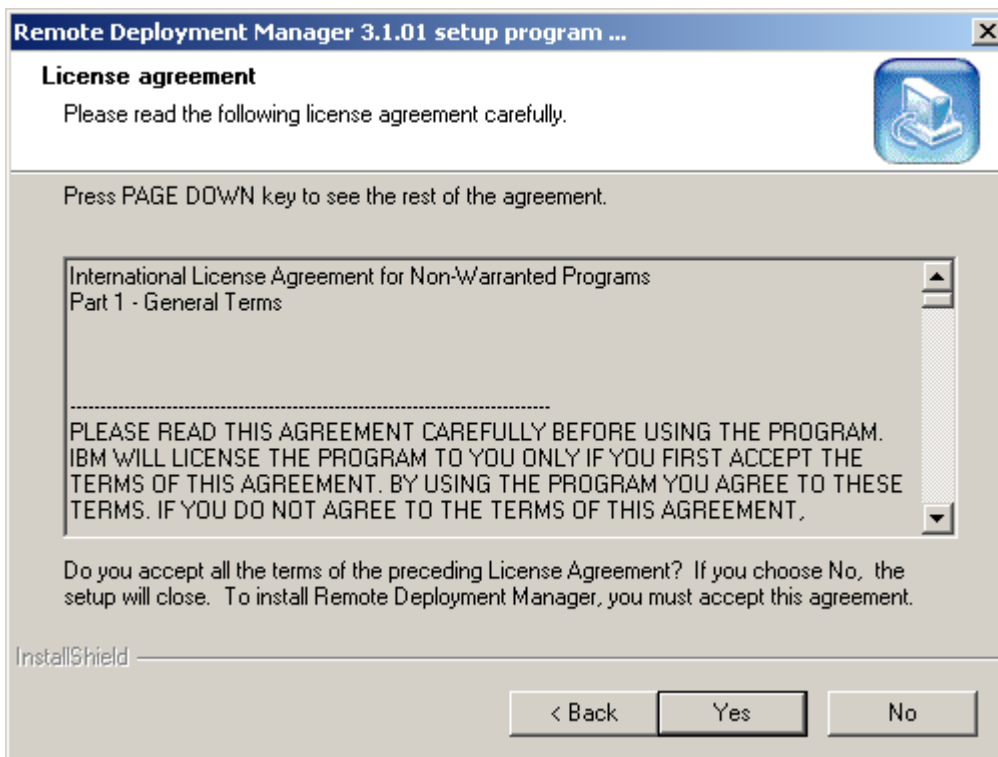 Remote Deployment Manager 3.1.01 setup program ...
License agreement
Please read the following license agreement carefully.
Press PAGE DOWN key to see the rest of the agreement.
International License Agreement for Non-Warranted Programs
Part 1 - General Terms
--------------------------------------------------------------------------------
PLEASE READ THIS AGREEMENT CAREFULLY BEFORE USING THE PROGRAM.
IBM WILL LICENSE THE PROGRAM TO YOU ONLY IF YOU FIRST ACCEPT THE
TERMS OF THIS AGREEMENT. BY USING THE PROGRAM YOU AGREE TO THESE
TERMS. IF YOU DO NOT AGREE TO THE TERMS OF THIS AGREEMENT,
Do you accept all the terms of the preceding License Agreement?  If you choose No,  the
setup will close.  To install Remote Deployment Manager, you must accept this agreement.
InstallShield
< Back
Yes
No